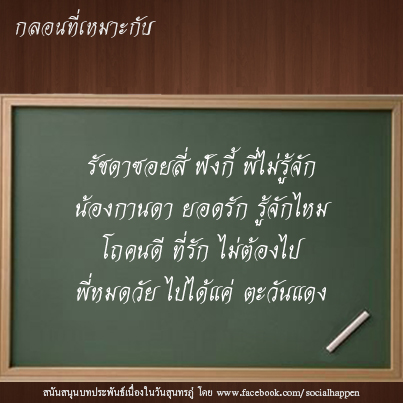 กลอนที่เหมาะกับ
รัชดาซอยสี่ ฟังกี้ พี่ไม่รู้จัก
น้องกานดา ยอดรัก รู้จักไหม
โถคนดี ที่รัก ไม่ต้องไป
พี่หมดวัย ไปได้แค่ ตะวันแดง
สนันสนุนบทประพันธ์เนื่องในวันสุนทรภู่ โดย www.facebook.com/socialhappen